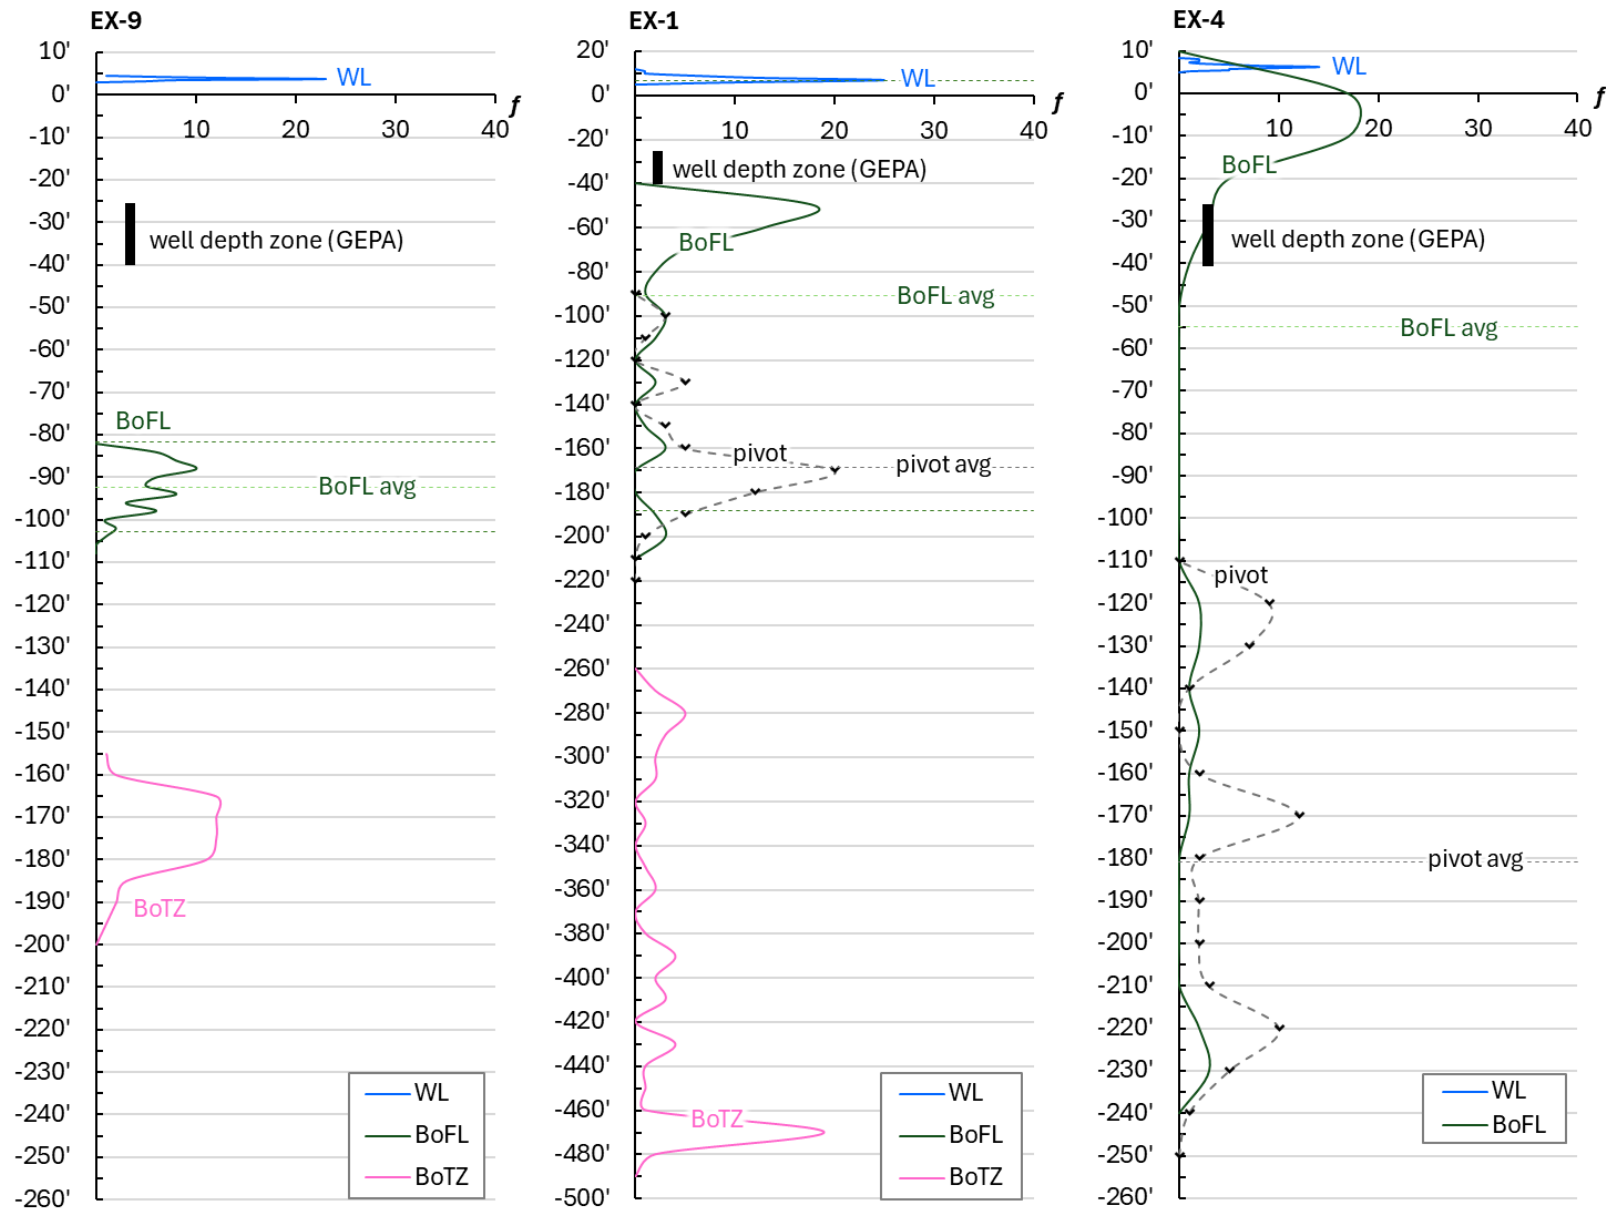 EX-9
10'
WL
0'
f
10
20
30
40
-10'
-20'
-30'
well depth zone (GEPA)
-40'
-50'
-60'
-70'
BoFL
-80'
-90'
BoFL avg
-100'
-110'
-120'
-130'
-140'
-150'
-160'
-170'
-180'
-190'
BoTZ
-200'
-210'
-220'
-230'
-240'
-250'
-260'
WL
BoFL
BoTZ
EX-1
20'
WL
0'
f
10
20
30
40
-20'
well depth zone (GEPA)
-40'
-60'
BoFL
-80'
BoFL avg
-100'
-120'
-140'
pivot
-160'
pivot avg
-180'
-200'
-220'
-240'
-260'
-280'
-300'
-320'
-340'
-360'
-380'
-400'
-420'
-440'
-460'
BoTZ
-480'
-500'
WL
BoFL
BoTZ
EX-4
10'
WL
0'
f
10
20
30
40
-10'
BoFL
-20'
-30'
well depth zone (GEPA)
-40'
-50'
BoFL avg
-60'
-70'
-80'
-90'
-100'
-110'
pivot
-120'
-130'
-140'
-150'
-160'
-170'
-180'
pivot avg
-190'
-200'
-210'
-220'
-230'
-240'
-250'
-260'
WL
BoFL